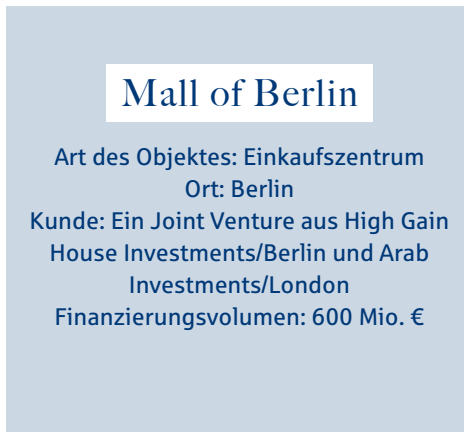 Mall of Berlin
Art des Objektes: Einkaufszentrum
Ort: Berlin
Kunde: Ein Joint Venture aus High Gain
House Investments/Berlin und Arab
Investments/London
Finanzierungsvolumen: 600 Mio. €